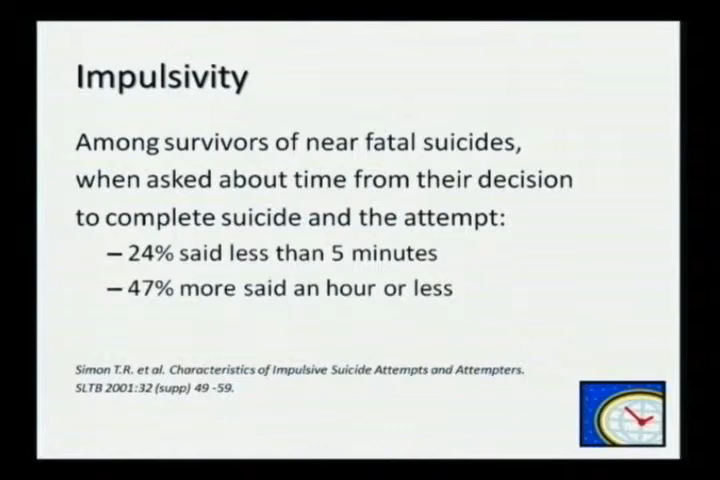 Impulsivity
Among survivors of near fatal suicides,
when asked about time from their decision
to complete suicide and the attempt:
– 24% said less than 5 minutes
– 47% more said an hour or less
Simon T.R. et al. Characteristics of Impulsive Suicide Attempts and Attempters.
SLTB 2001:32 (supp) 49 -59.